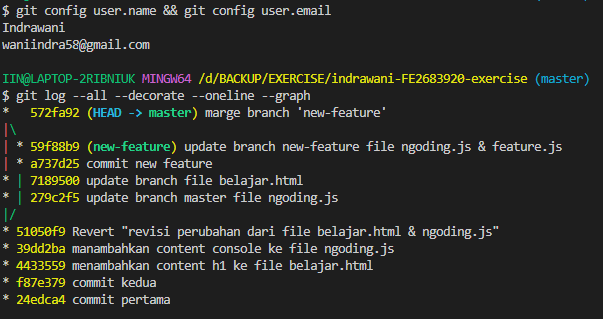 $ git config user.name && git config user.email
Indrawani
waniindra58@gmail.com
IIN@LAPTOP-2RIBNIUK MINGW64 /d/BACKUP/EXERCISE/indrawani-FE2683920-exercise (master)
$ git log --all --decorate --oneline --graph
*   572fa92 (HEAD -> master) marge branch 'new-feature'
|\
| * 59f88b9 (new-feature) update branch new-feature file ngoding.js & feature.js
| * a737d25 commit new feature
* | 7189500 update branch file belajar.html
* | 279c2f5 update branch master file ngoding.js
|/
* 51050f9 Revert "revisi perubahan dari file belajar.html & ngoding.js"
* 39dd2ba manambahkan content console ke file ngoding.js
* 4433559 menambahkan content h1 ke file belajar.html
* f87e379 commit kedua
* 24edca4 commit pertama